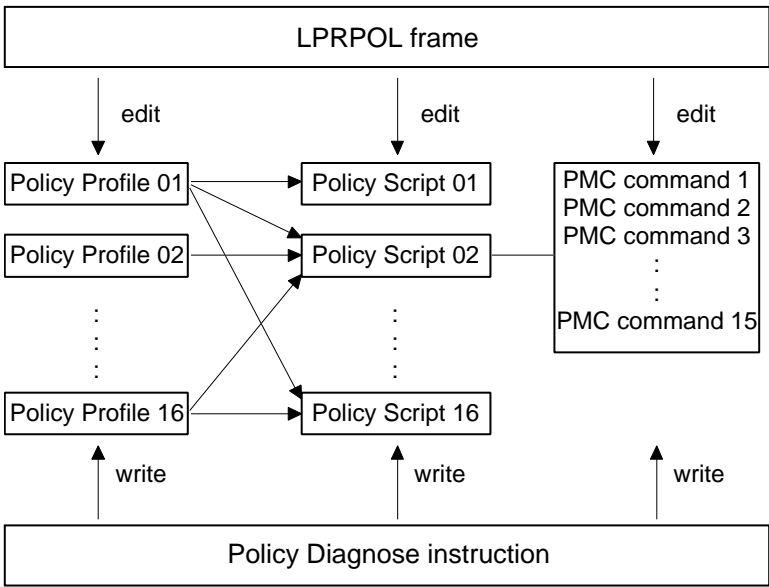 LPRPOL frame
edit edit edit
Policy Profile 01 Policy Script 01 PMC command 1
PMC command 2
Policy Profile 02 Policy Script 02 PMC command 3
:
:
:
:
:
:
:
:
PMC command 15
Policy Profile 16 Policy Script 16
write write write
Policy Diagnose instruction